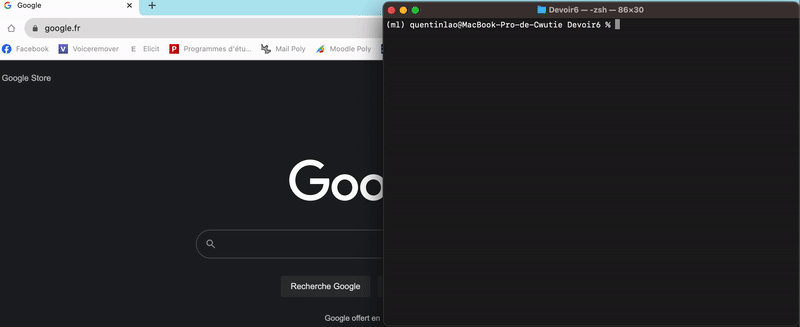 Google
google.fr
Facebook
Voiceremover
E Elicit
Programmes d'étu...
Mail Poly
Moodle Poly
Google Store
Goo
Recherche Google
Google offert en
Devoir6 — -zsh — 86×30
(ml) quentinlao@MacBook-Pro-de-Cwutie Devoir6 %